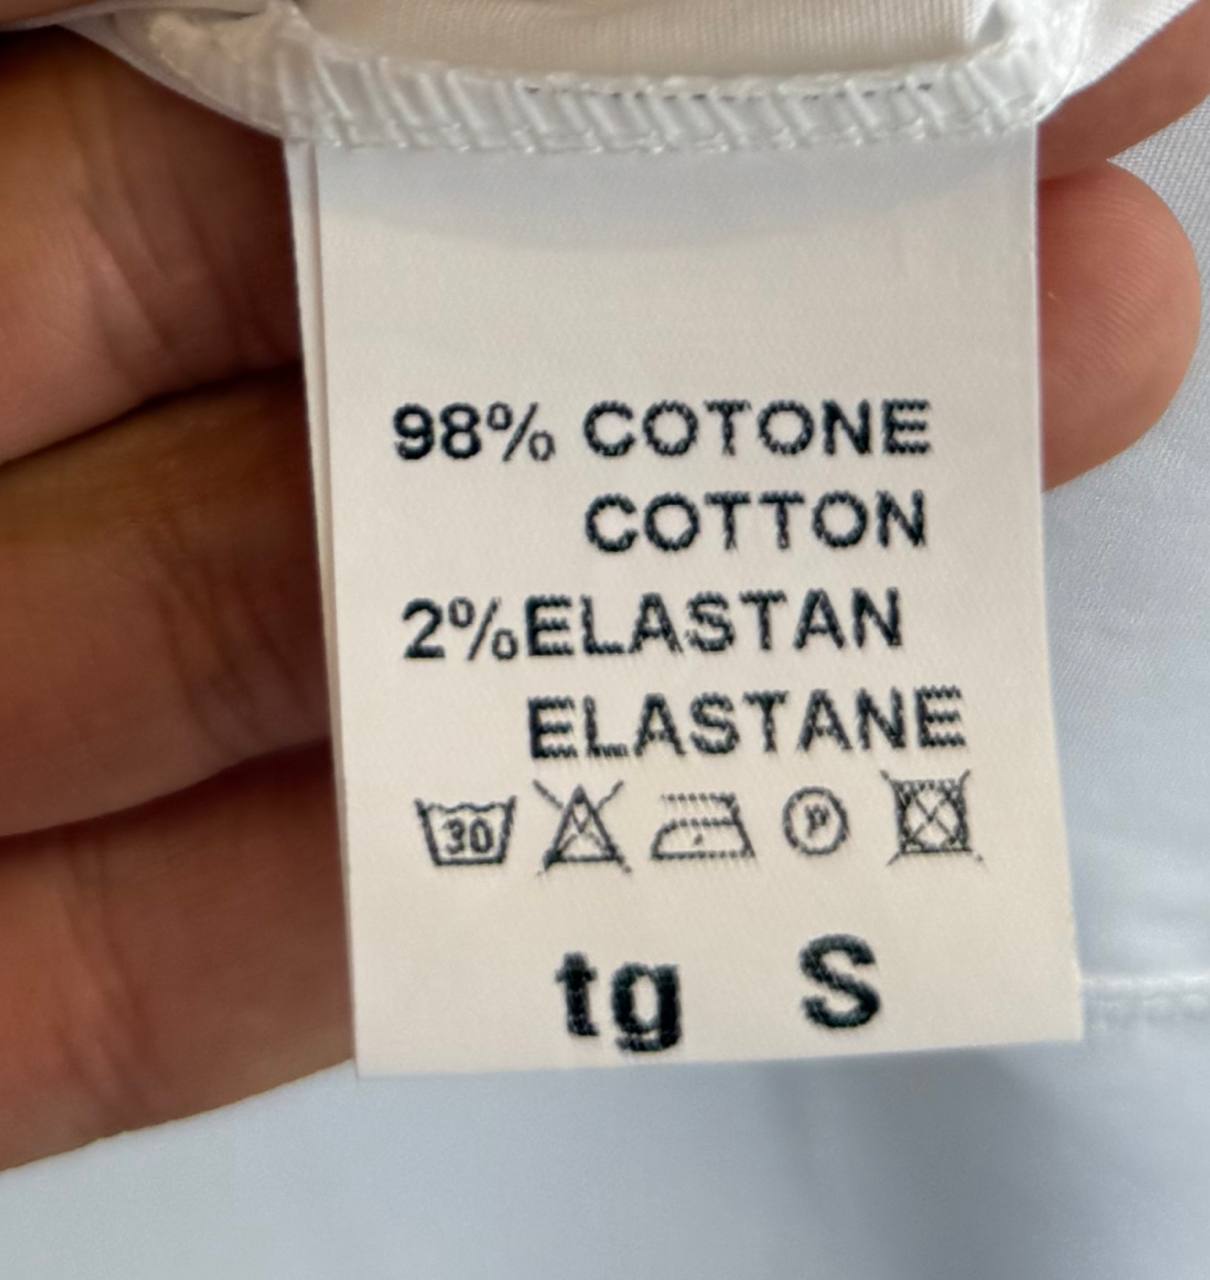 98% COTONE
COTTON
2%ELASTAN
ELASTANE
30 P
tg S